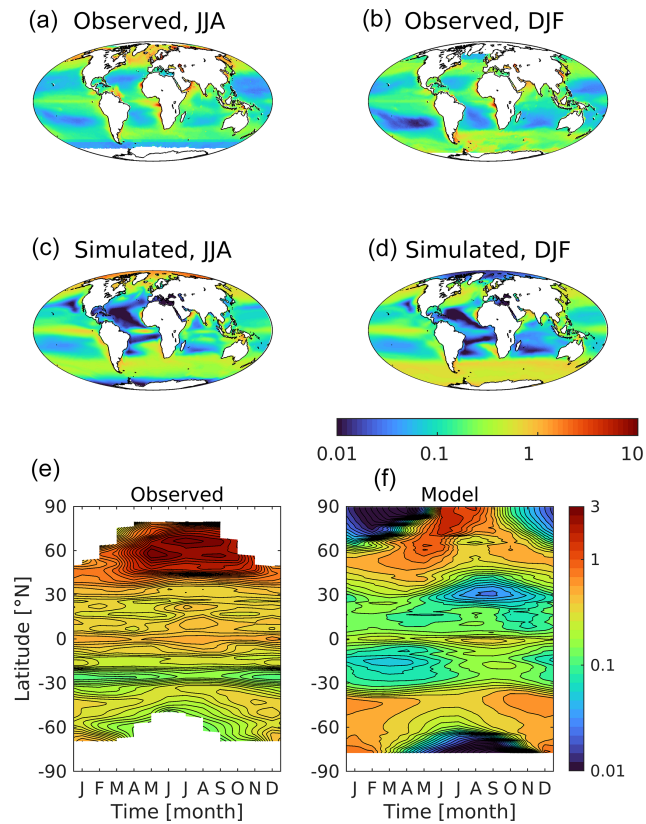 (a) Observed, JJA (b) Observed, DJF
(c) Simulated, JJA (d) Simulated, DJF
0.01 0.1 1 10
(e) Observed (f) Model
90
60
30
0
-30
-60
-90
Latitude [°N]
J F M A M J J A S O N D
Time [month]
90
60
30
0
-30
-60
-90
J F M A M J J A S O N D
Time [month]
3
1
0.1
0.01